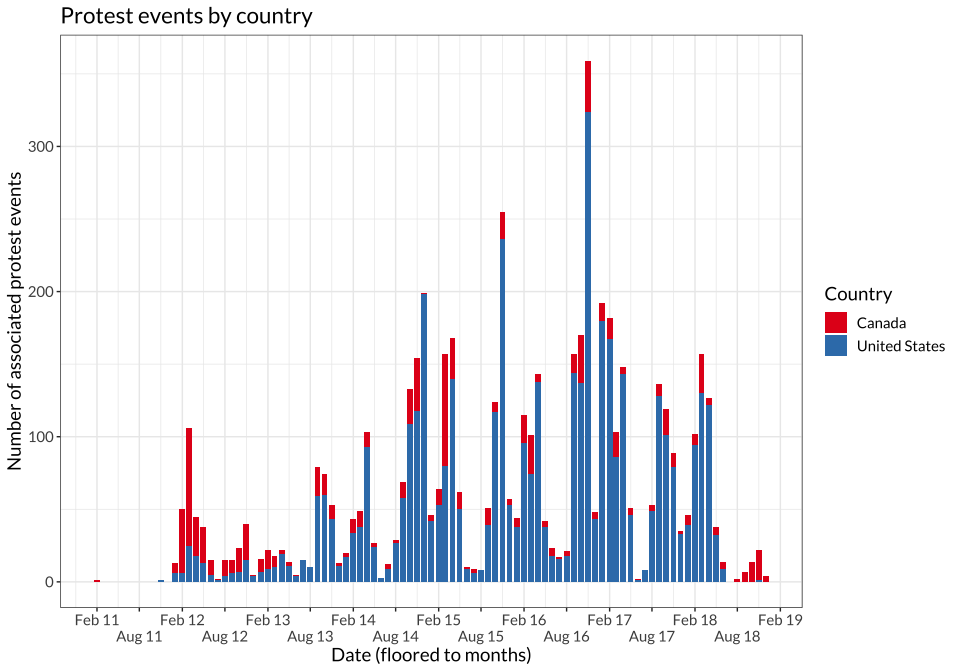 Protest events by country
Number of associated protest events
300
200
100
0
Feb 11 Feb 12 Feb 13 Feb 14 Feb 15 Feb 16 Feb 17 Feb 18 Feb 19
Aug 11 Aug 12 Aug 13 Aug 14 Aug 15 Aug 16 Aug 17 Aug 18
Date (floored to months)
Country
Canada
United States